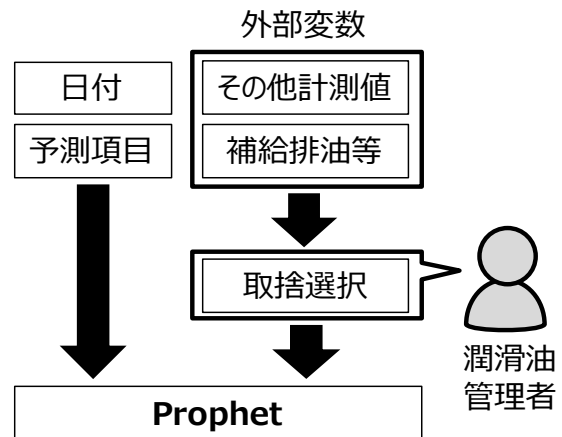 外部変数
日付
その他計測値
予測項目
補給排油等
取捨選択
潤滑油
管理者
Prophet